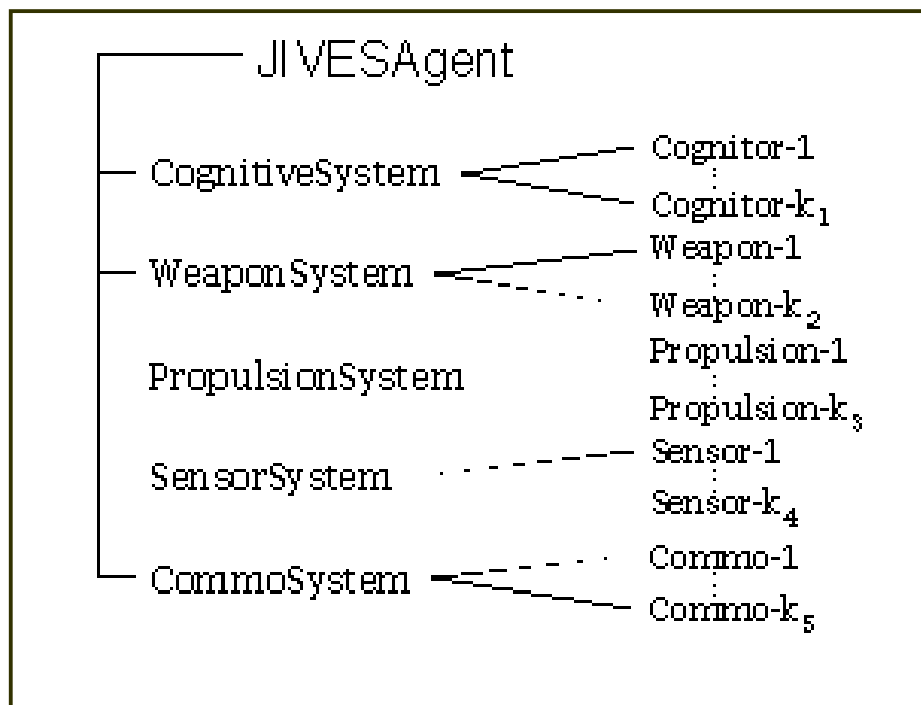 JIVESAgent
CognitiveSystem
Cognitor-1
Cognitor-k₁
WeaponSystem
Weapon-1
Weapon-k₂
PropulsionSystem
Propulsion-1
Propulsion-k₃
SensorSystem
Sensor-1
Sensor-k₄
CommoSystem
Commo-1
Commo-k₅